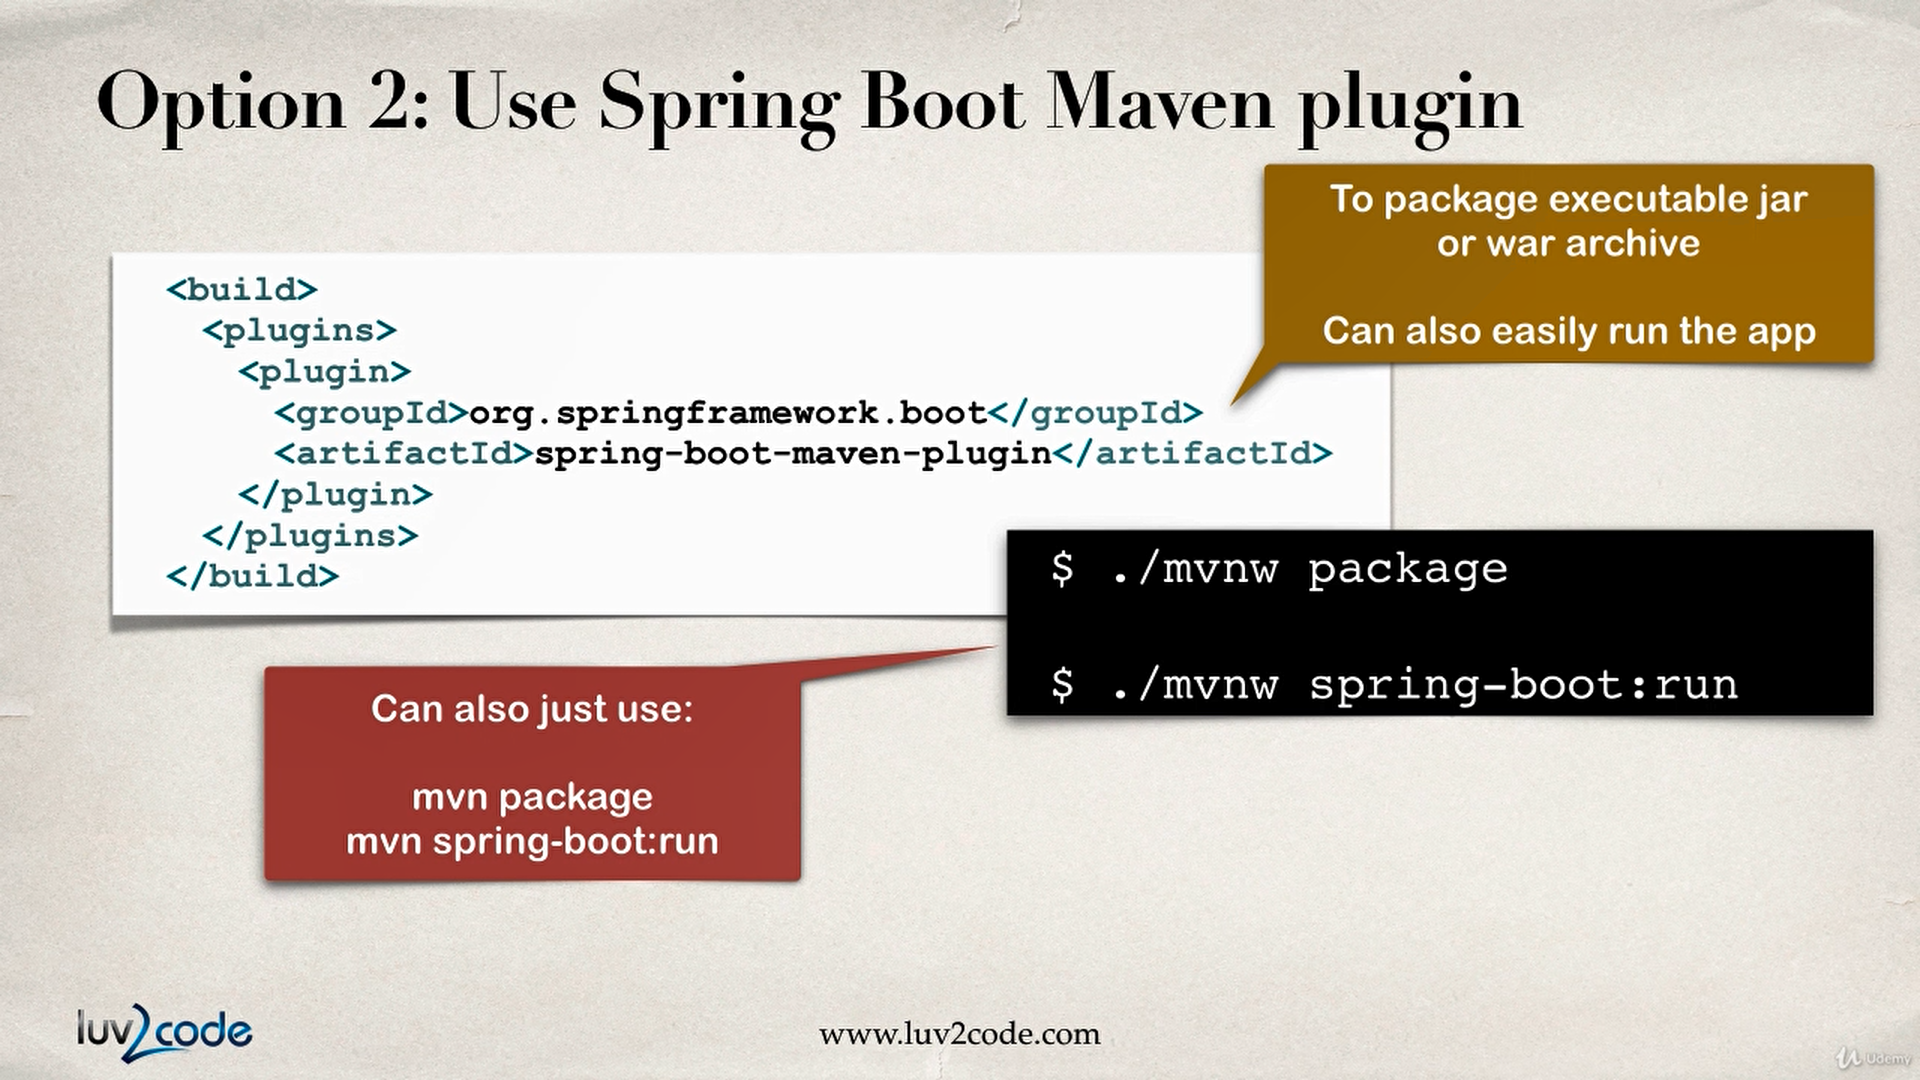 Option 2: Use Spring Boot Maven plugin
To package executable jar
or war archive
Can also easily run the app
<build>
<plugins>
<plugin>
<groupId>org.springframework.boot</groupId>
<artifactId>spring-boot-maven-plugin</artifactId>
</plugin>
</plugins>
</build>
$ ./mvnw package
$ ./mvnw spring-boot:run
Can also just use:
mvn package
mvn spring-boot:run
luv2code
www.luv2code.com
Udemy